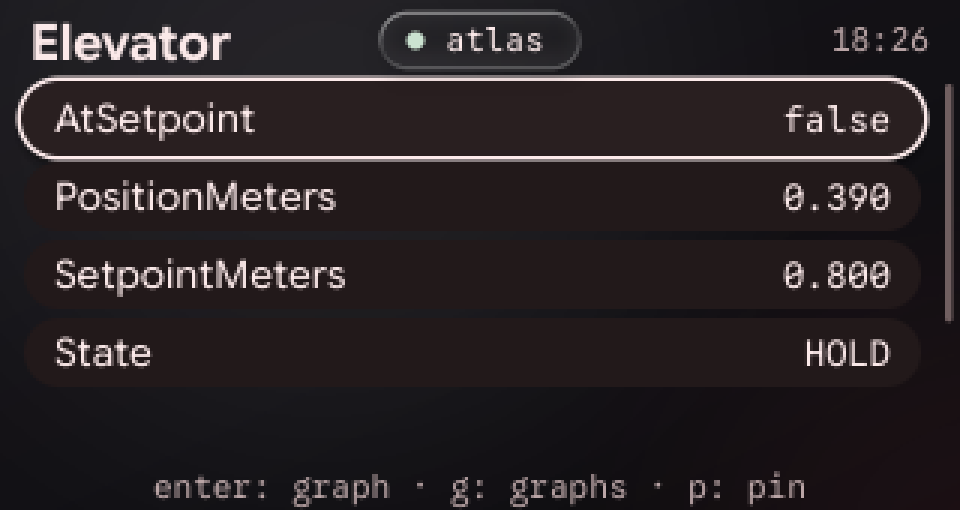 Elevator atlas 18:26
AtSetpoint false
PositionMeters 0.390
SetpointMeters 0.800
State HOLD
enter: graph · g: graphs · p: pin